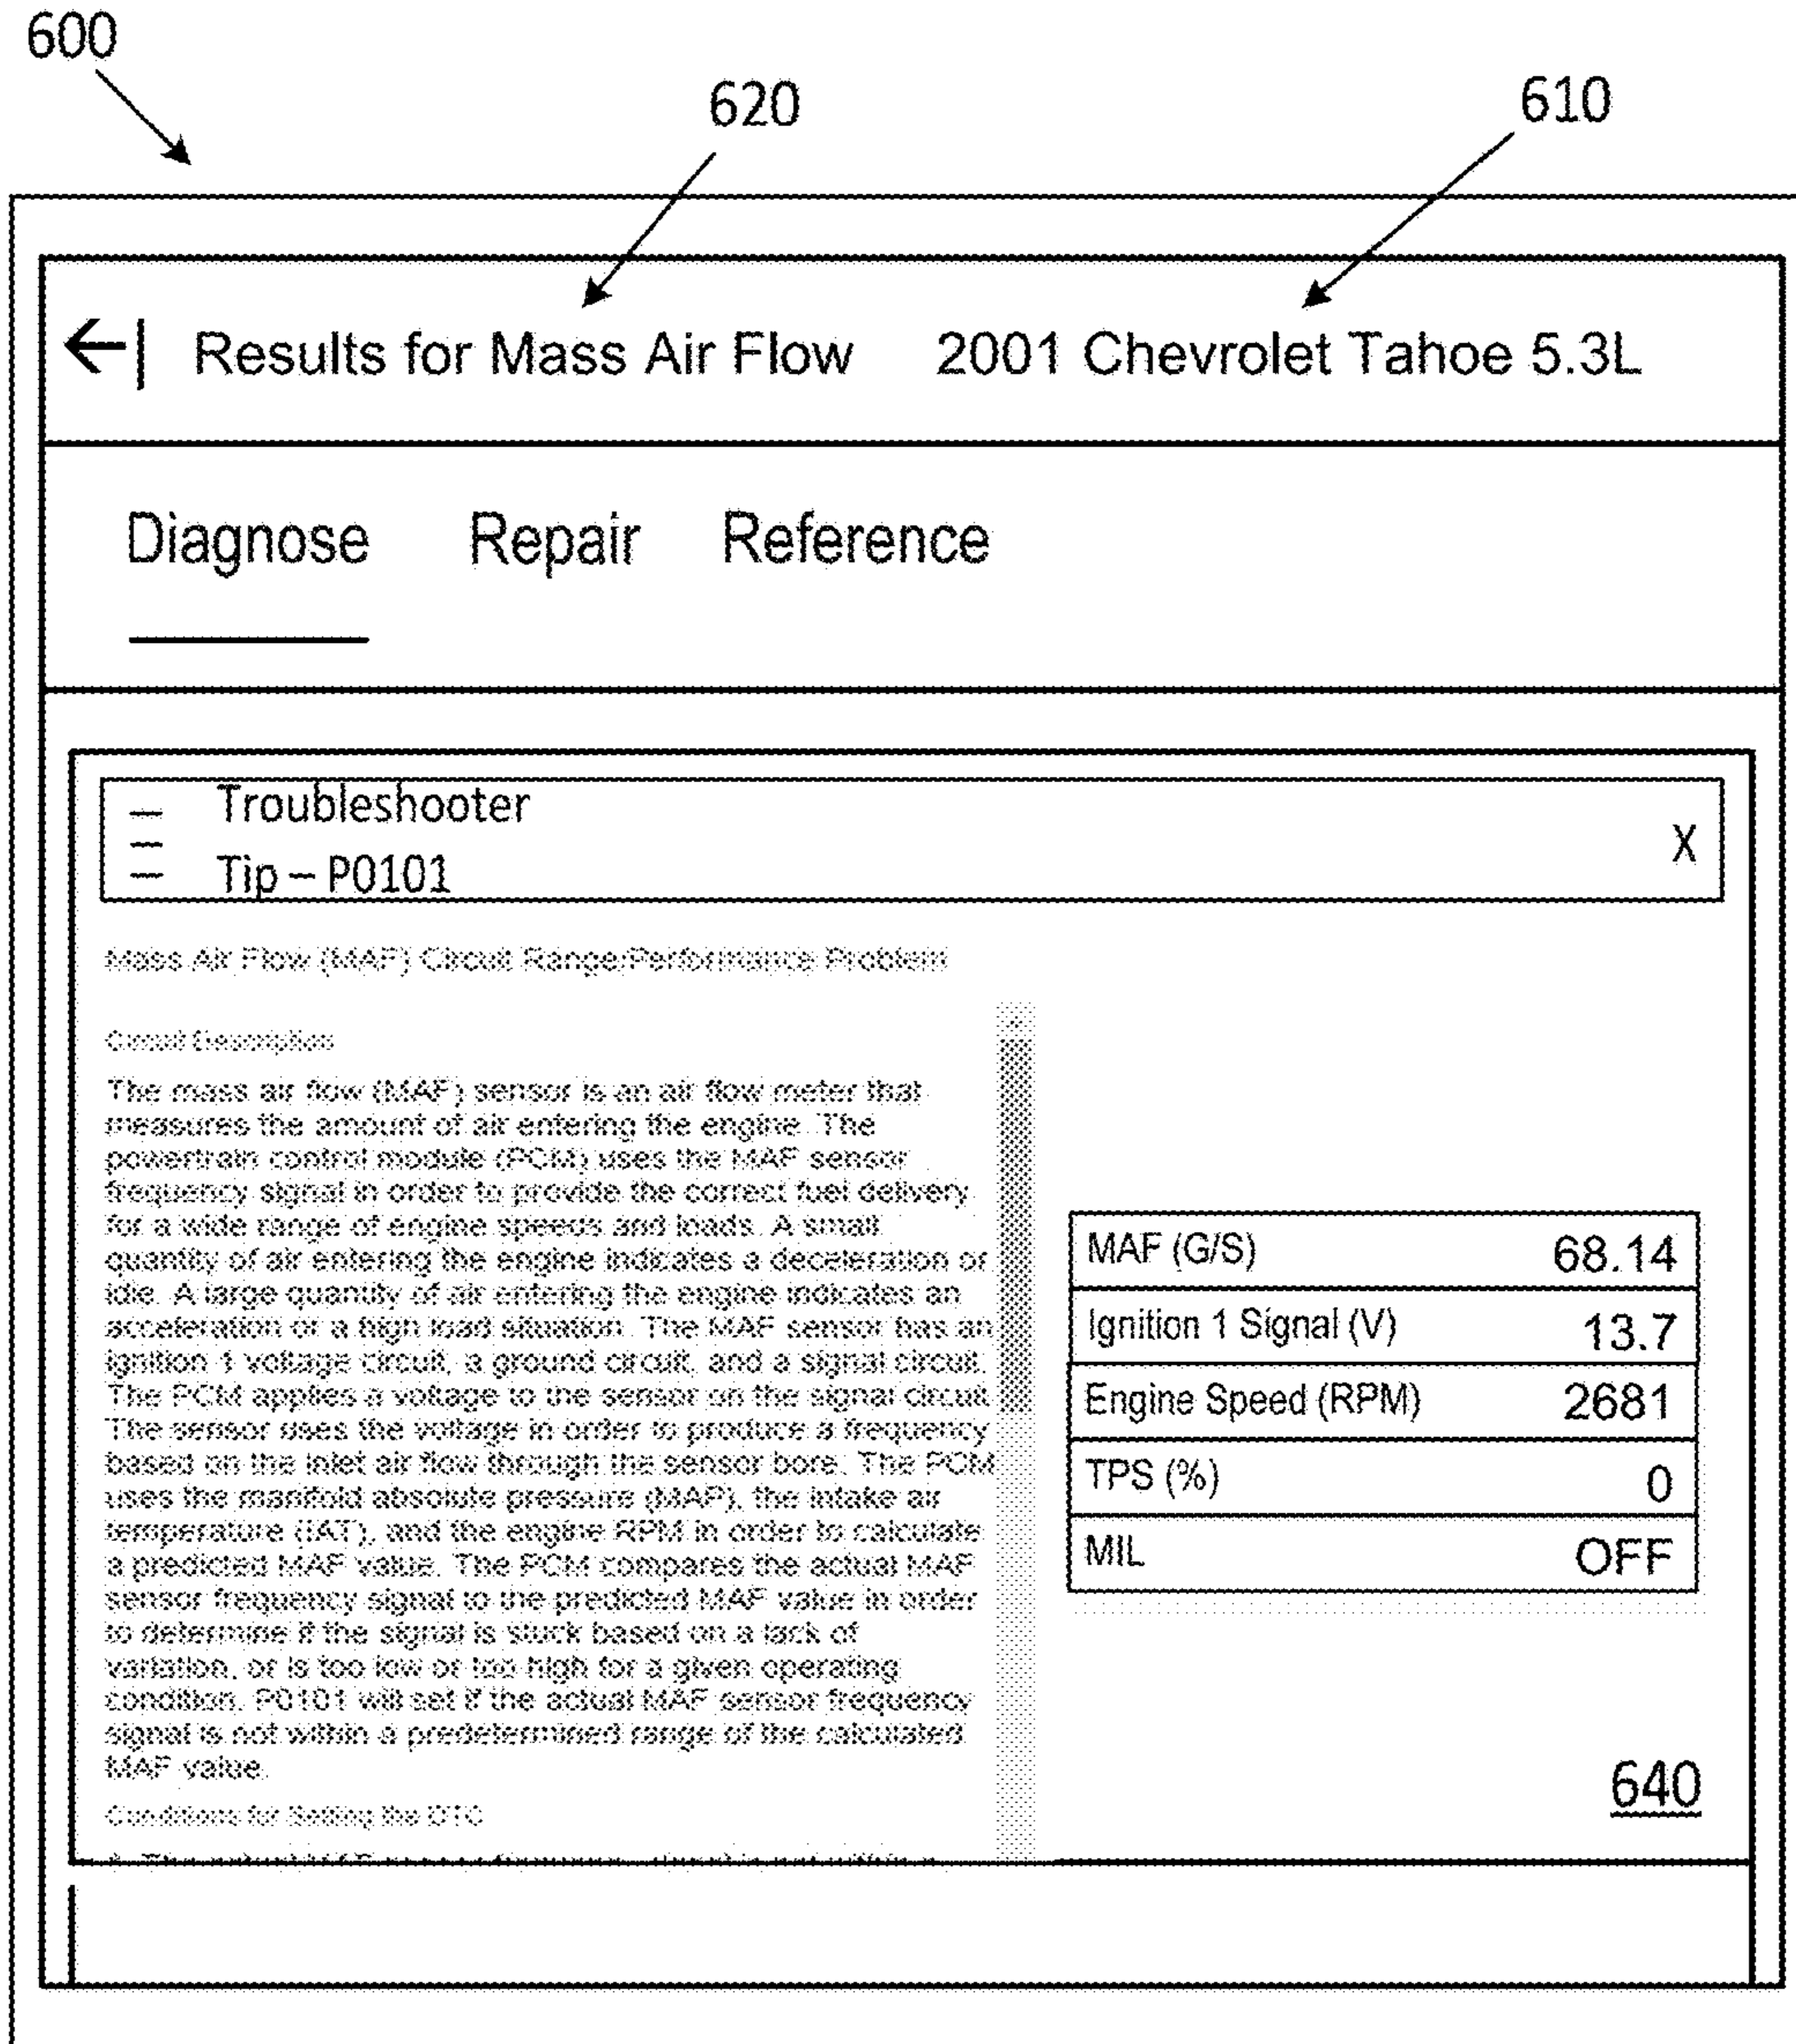 600
620
610
Results for Mass Air Flow 2001 Chevrolet Tahoe 5.3L
Diagnose Repair Reference
Troubleshooter
Tip – P0101
X
Mass Air Flow (MAF) Circuit Range/Performance Problem
Circuit Description
The mass air flow (MAF) sensor is an air flow meter that
measures the amount of air entering the engine. The
powertrain control module (PCM) uses the MAF sensor
frequency signal in order to provide the correct fuel delivery
for a wide range of engine speeds and loads. A small
quantity of air entering the engine indicates a deceleration or
idle. A large quantity of air entering the engine indicates an
acceleration or a high load situation. The MAF sensor has an
ignition 1 voltage circuit, a ground circuit, and a signal circuit.
The PCM applies a voltage to the sensor on the signal circuit.
The sensor uses the voltage in order to produce a frequency
based on the inlet air flow through the sensor bore. The PCM
uses the manifold absolute pressure (MAP), the intake air
temperature (IAT), and the engine RPM in order to calculate
a predicted MAF value. The PCM compares the actual MAF
sensor frequency signal to the predicted MAF value in order
to determine if the signal is stuck based on a lack of
variation, or is too low or too high for a given operating
condition. P0101 will set if the actual MAF sensor frequency
signal is not within a predetermined range of the calculated
MAF value.
Conditions for Setting the DTC
MAF (G/S) 68.14
Ignition 1 Signal (V) 13.7
Engine Speed (RPM) 2681
TPS (%) 0
MIL OFF
640